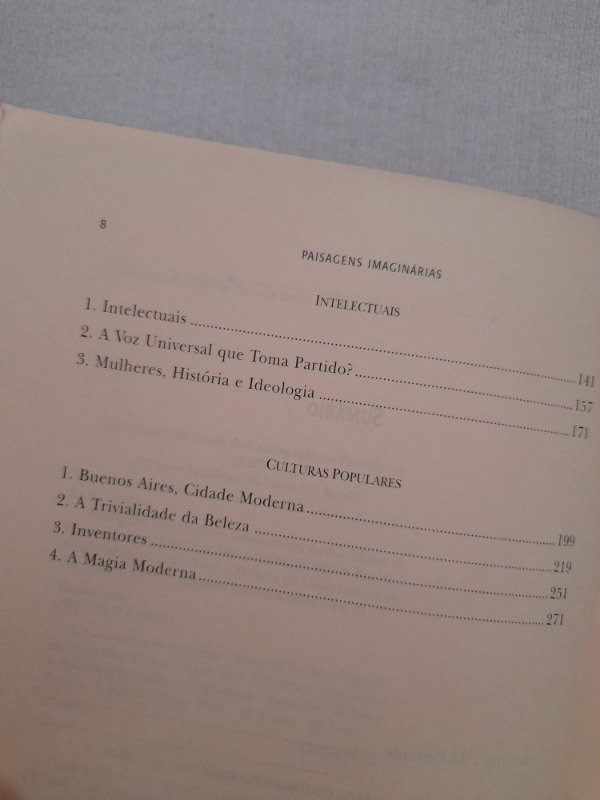 8
PAISAGENS IMAGINÁRIAS
INTELECTUAIS
1. Intelectuais ........ 141
2. A Voz Universal que Toma Partido? ........ 157
3. Mulheres, História e Ideologia ........ 171
SUMÁRIO
CULTURAS POPULARES
1. Buenos Aires, Cidade Moderna ........ 199
2. A Trivialidade da Beleza ........ 219
3. Inventores ........ 251
4. A Magia Moderna ........ 271